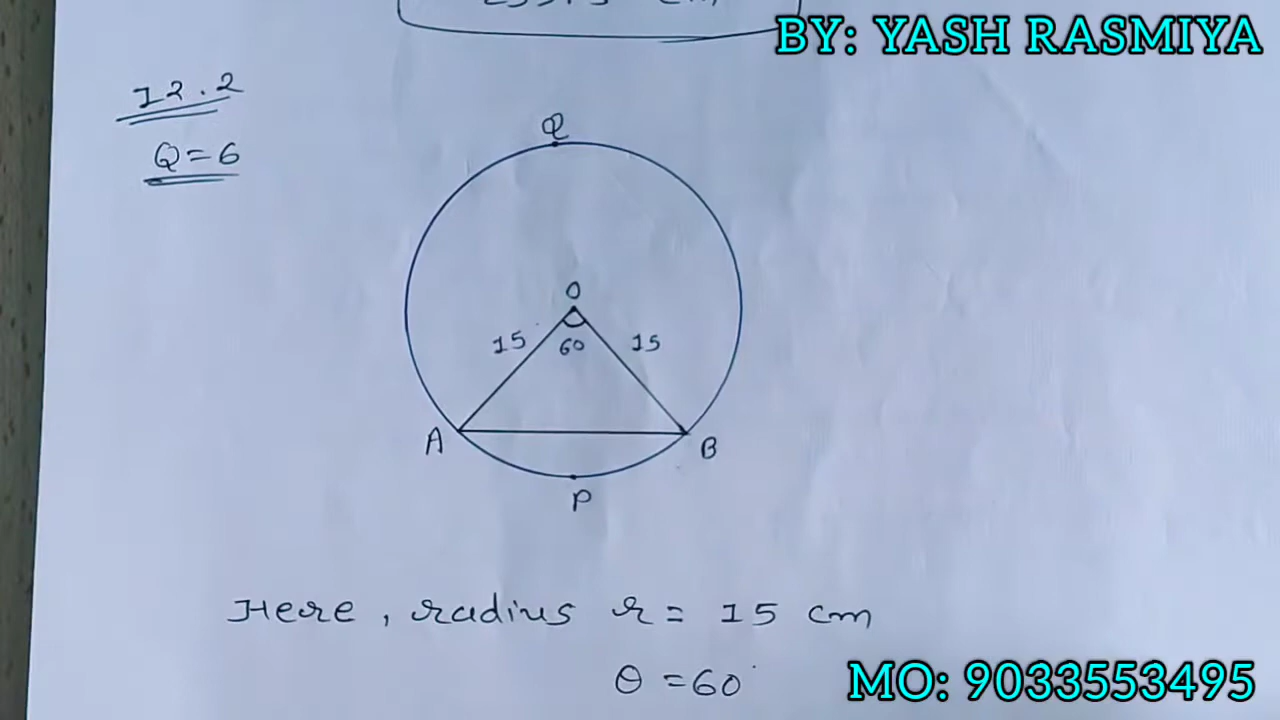 BY: YASH RASMIYA
12.2
Q=6
Q
O
15
60
15
A
B
P
Here, radius r = 15 cm
θ = 60°
MO: 9033553495